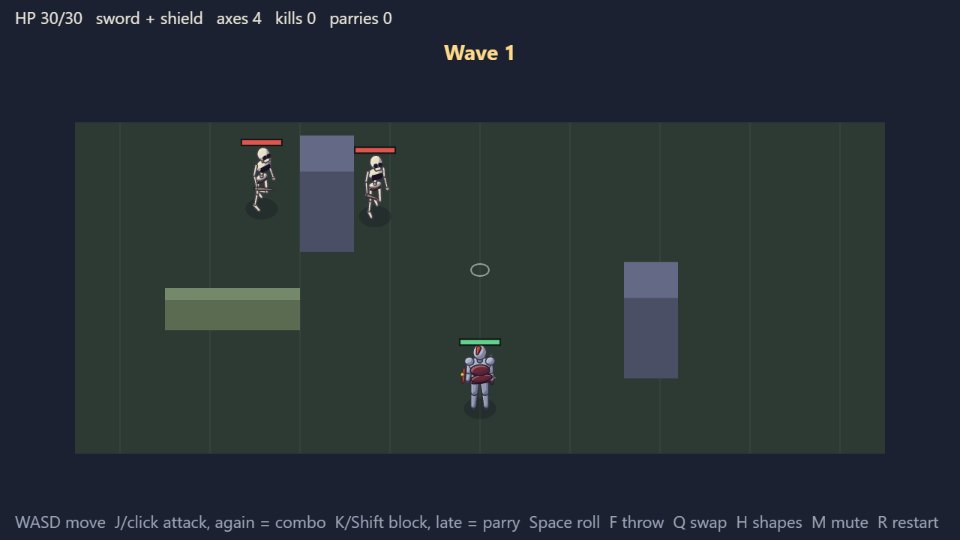 HP 30/30 sword + shield axes 4 kills 0 parries 0
Wave 1
WASD move J/click attack, again = combo K/Shift block, late = parry Space roll F throw Q swap H shapes M mute R restart